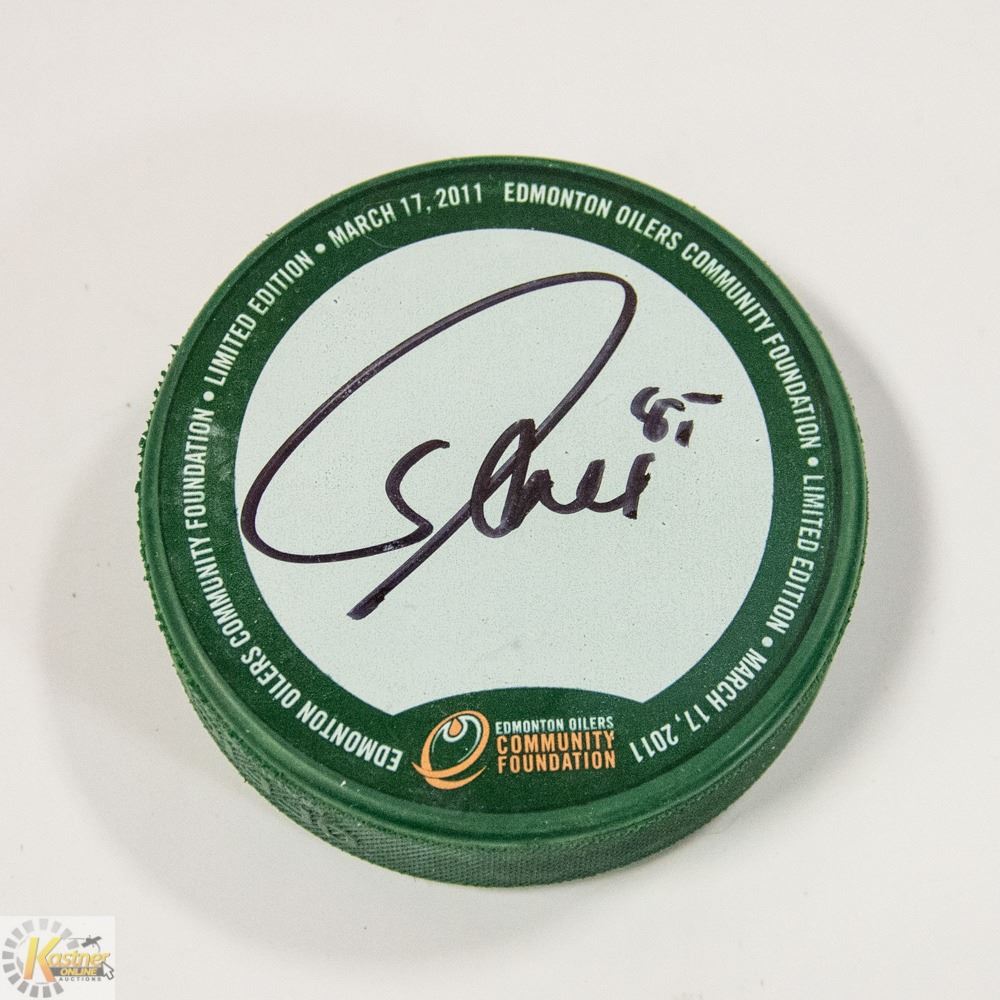 EDMONTON OILERS COMMUNITY FOUNDATION • LIMITED EDITION • MARCH 17, 2011
EDMONTON OILERS COMMUNITY FOUNDATION • LIMITED EDITION • MARCH 17, 2011
85
EDMONTON OILERS
COMMUNITY
FOUNDATION
Kastner
ONLINE
AUCTIONS